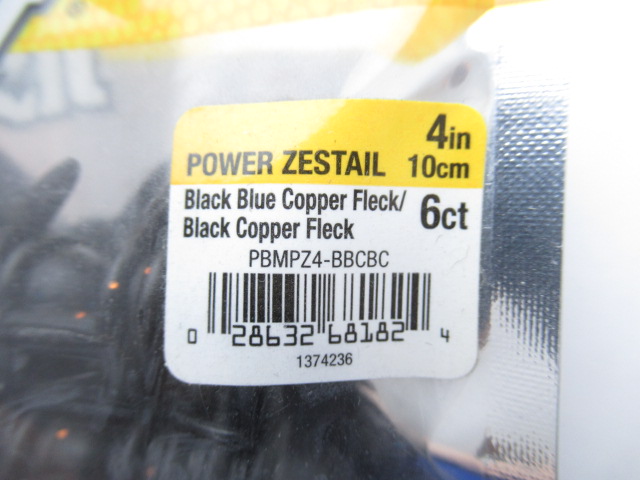 POWER ZESTAIL
4in
10cm
Black Blue Copper Fleck/
Black Copper Fleck
6ct
PBMPZ4-BBCBC
0 28632 68182 4
1374236